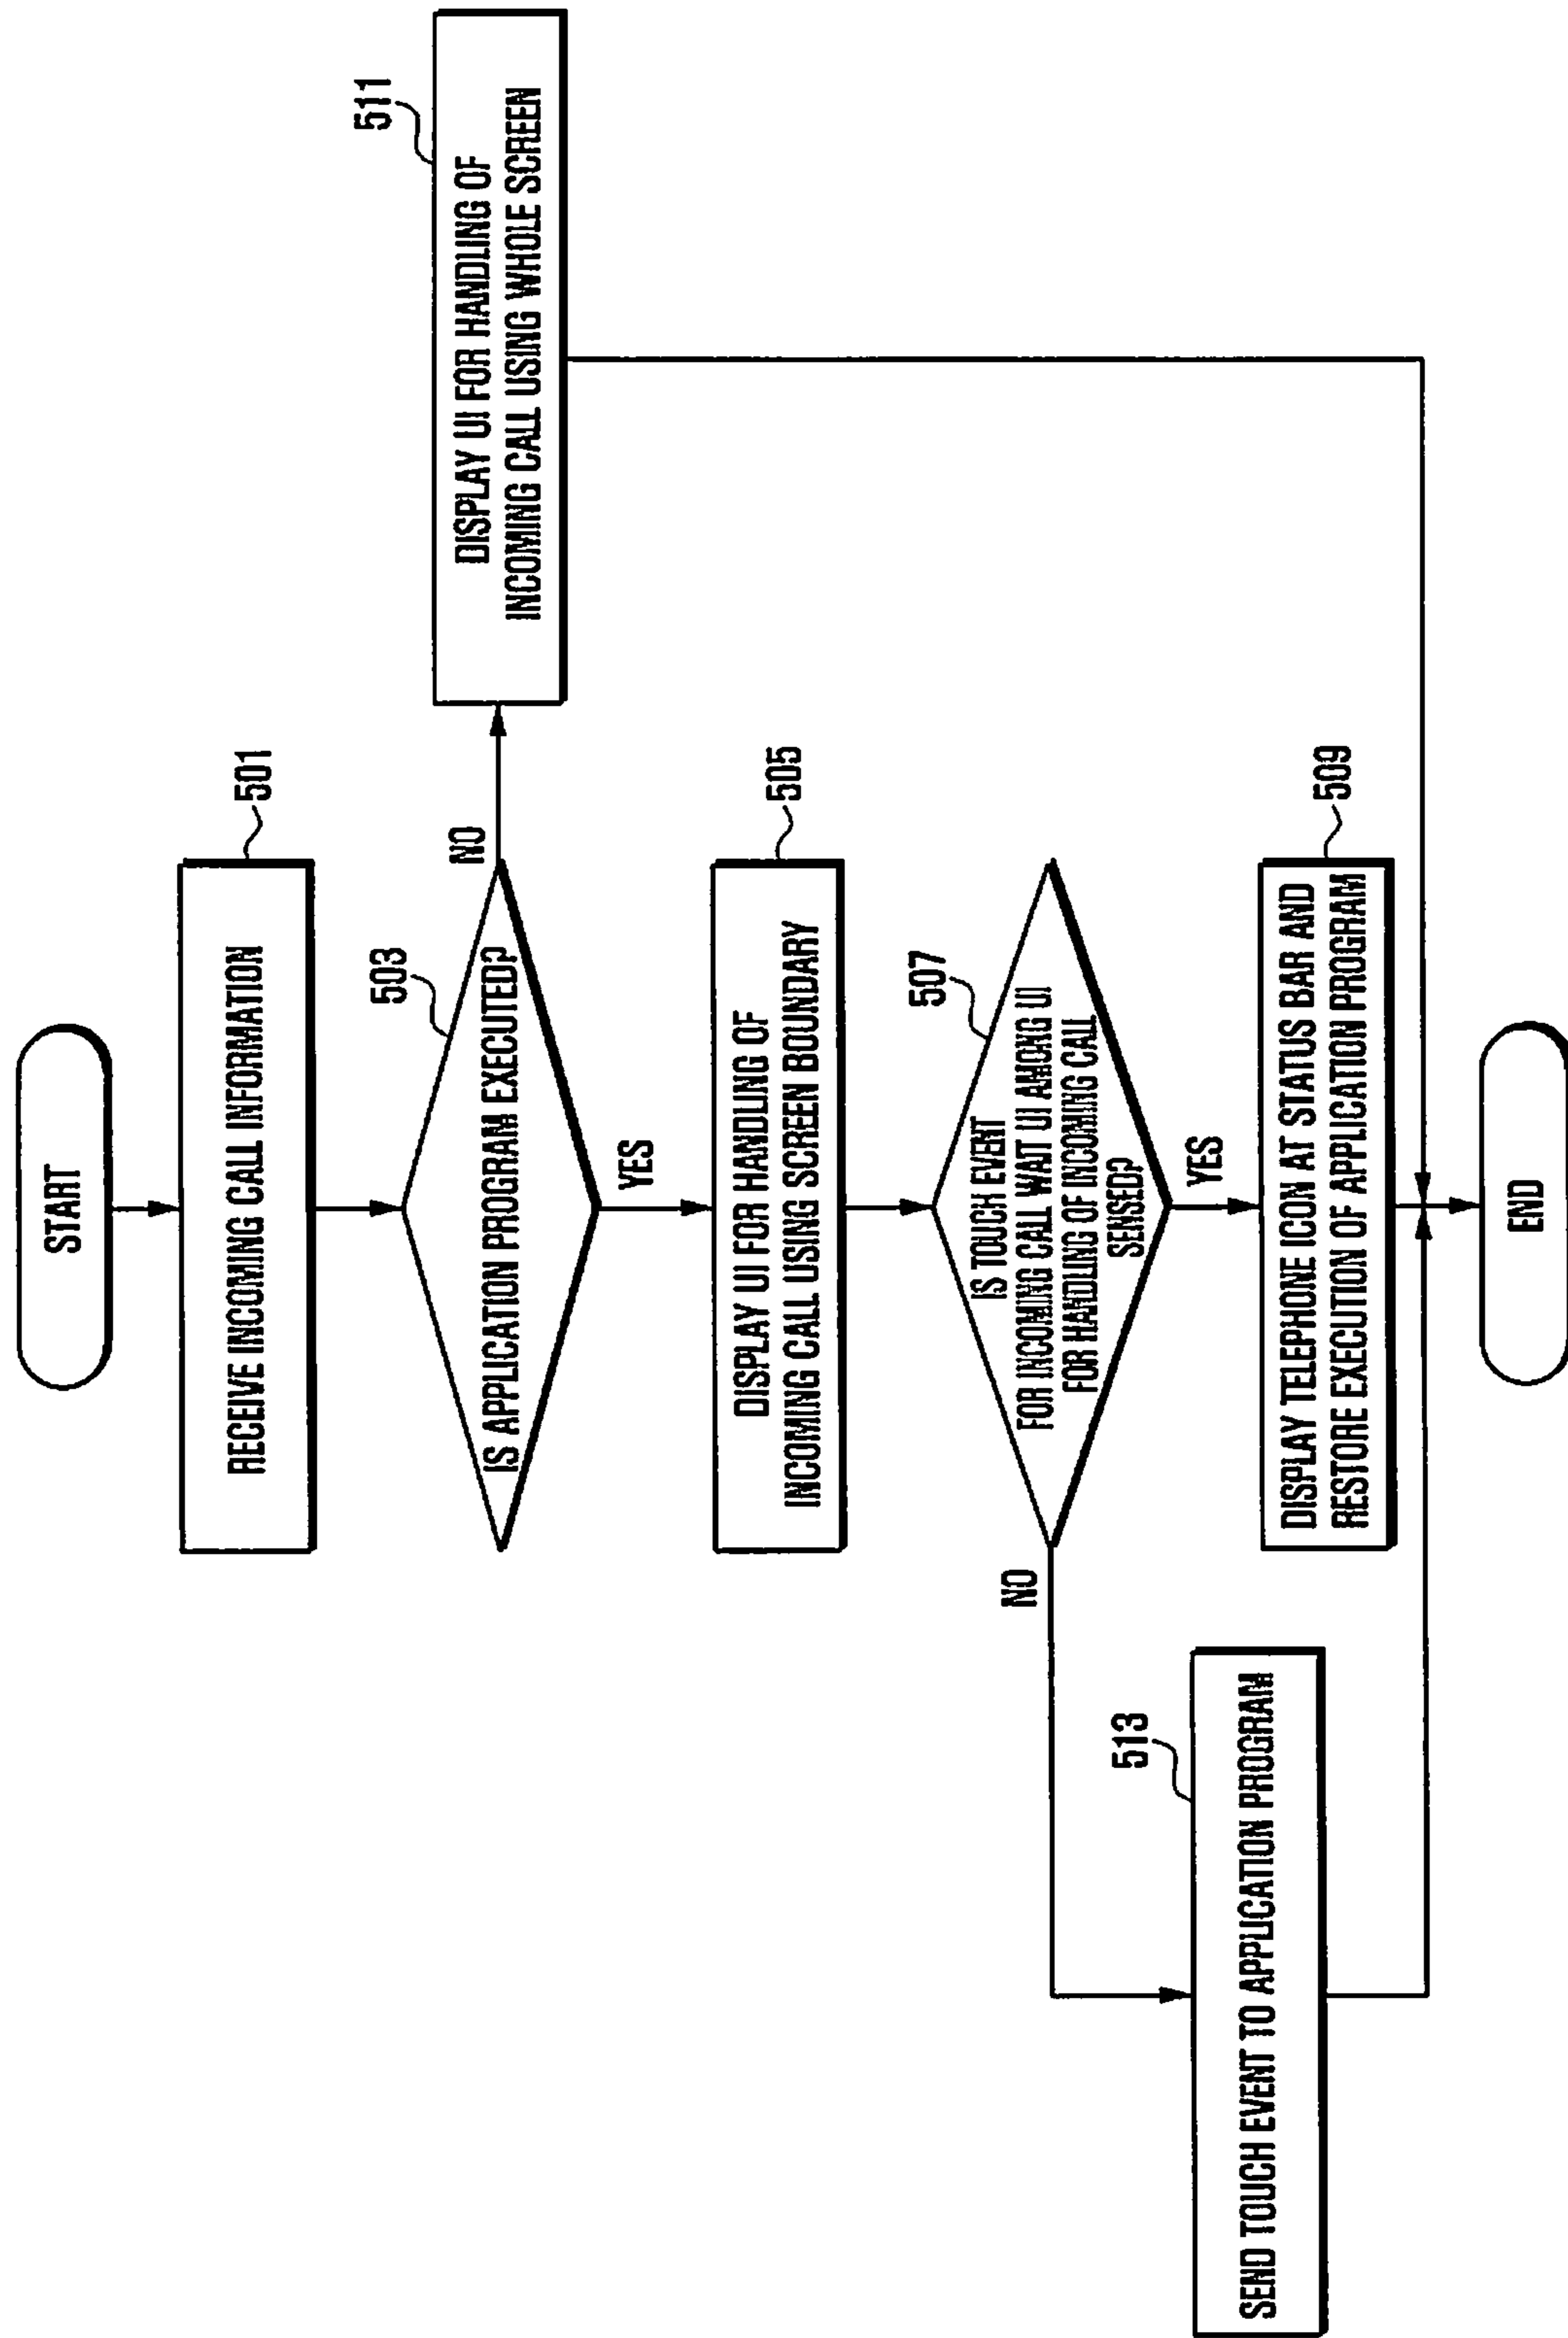 START
RECEIVE INCOMING CALL INFORMATION
501
IS APPLICATION PROGRAM EXECUTED?
503
NO
DISPLAY UI FOR HANDLING OF
INCOMING CALL USING WHOLE SCREEN
511
YES
DISPLAY UI FOR HANDLING OF
INCOMING CALL USING SCREEN BOUNDARY
505
IS TOUCH EVENT
FOR INCOMING CALL WAIT UI AMONG UI
FOR HANDLING OF INCOMING CALL
SENSED?
507
NO
SEND TOUCH EVENT TO APPLICATION PROGRAM
513
YES
DISPLAY TELEPHONE ICON AT STATUS BAR AND
RESTORE EXECUTION OF APPLICATION PROGRAM
509
END